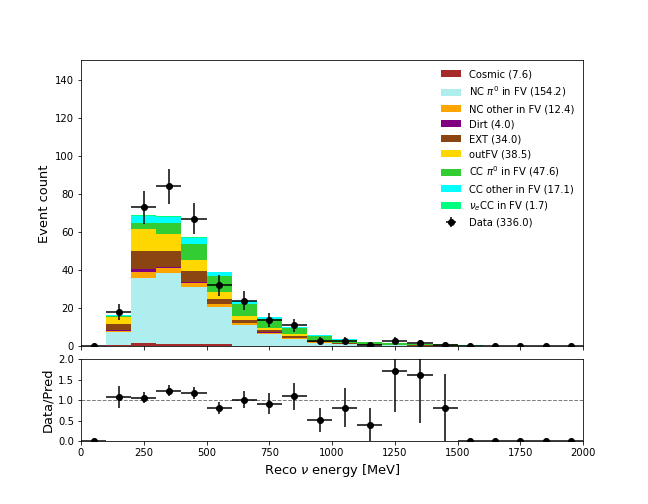 140
120
100
80
60
40
20
0
Event count
Cosmic (7.6)
NC π⁰ in FV (154.2)
NC other in FV (12.4)
Dirt (4.0)
EXT (34.0)
outFV (38.5)
CC π⁰ in FV (47.6)
CC other in FV (17.1)
νₑCC in FV (1.7)
Data (336.0)
2.0
1.5
1.0
0.5
0.0
Data/Pred
0 250 500 750 1000 1250 1500 1750 2000
Reco ν energy [MeV]